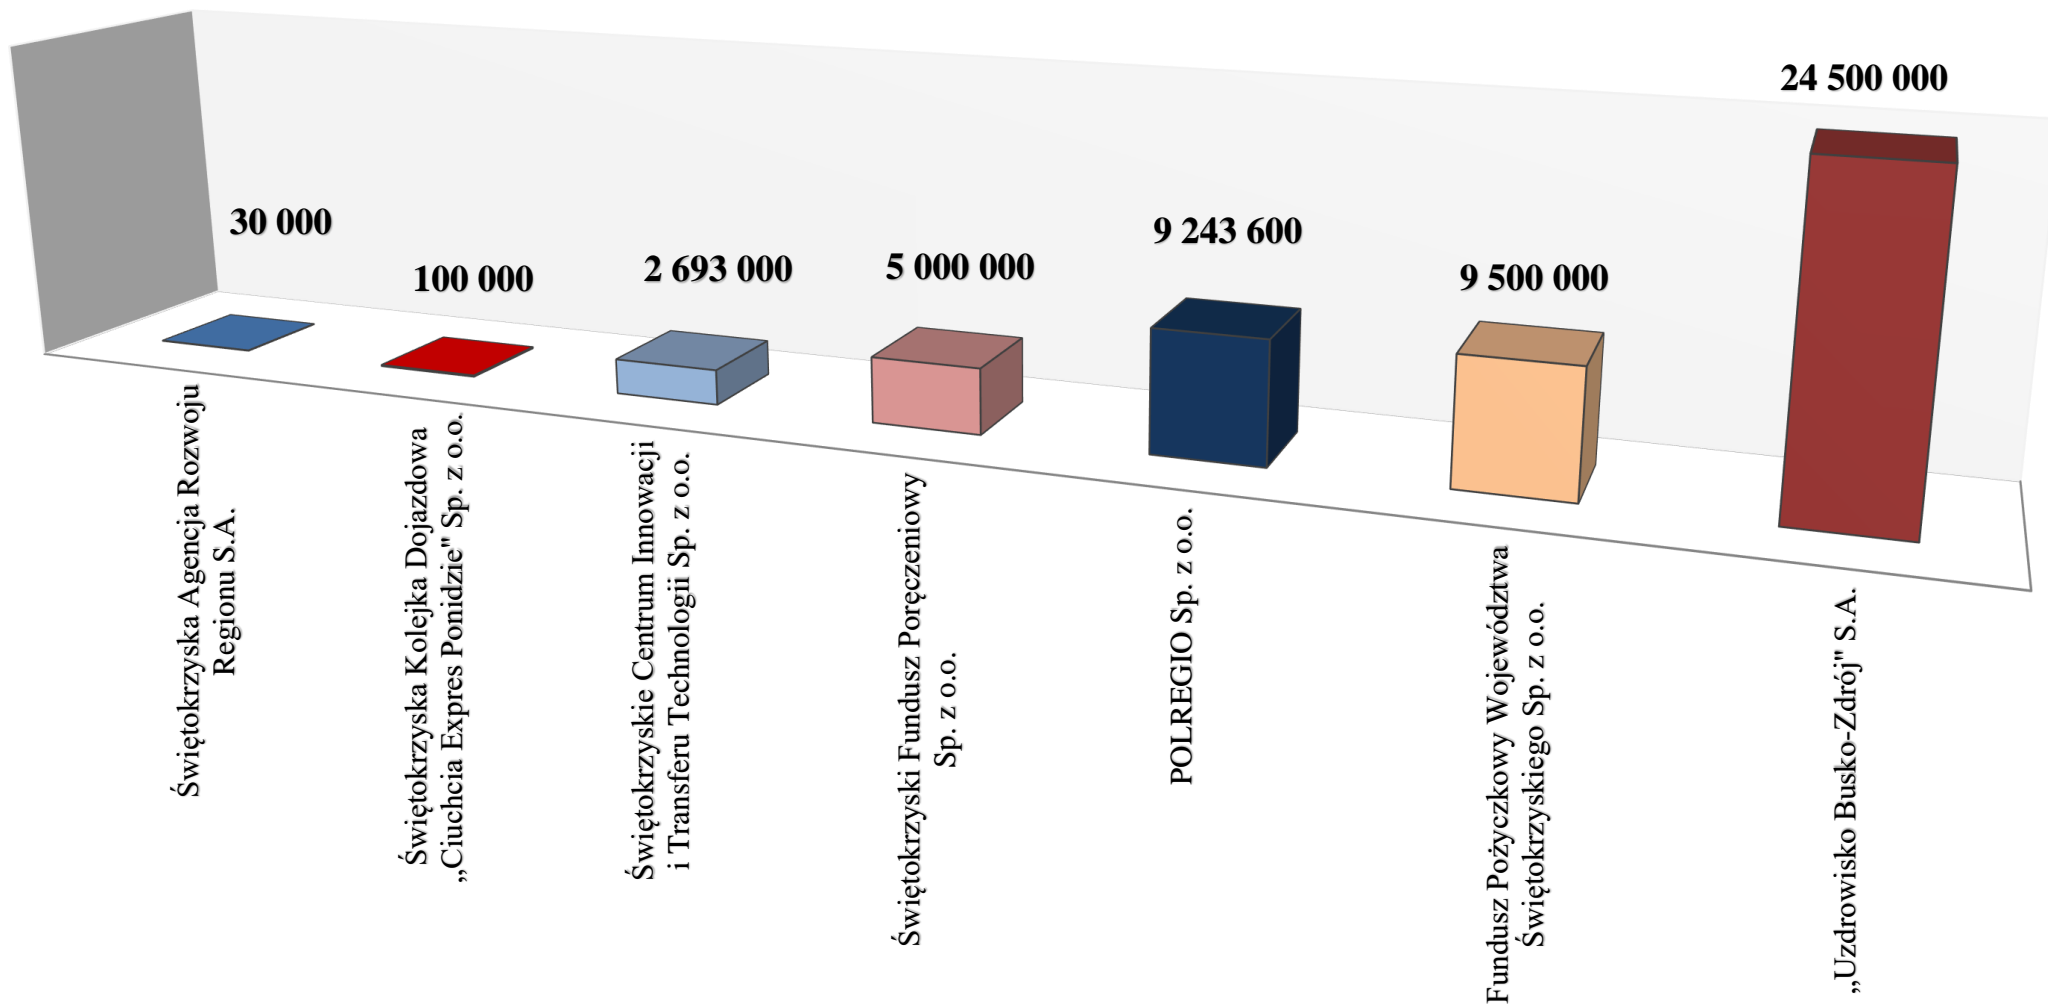 30 000
100 000
2 693 000
5 000 000
9 243 600
9 500 000
24 500 000
Świętokrzyska Agencja Rozwoju
Regionu S.A.
Świętokrzyska Kolejka Dojazdowa
„Ciuchcia Expres Ponidzie" Sp. z o.o.
Świętokrzyskie Centrum Innowacji
i Transferu Technologii Sp. z o.o.
Świętokrzyski Fundusz Poręczeniowy
Sp. z o.o.
POLREGIO Sp. z o.o.
Fundusz Pożyczkowy Województwa
Świętokrzyskiego Sp. z o.o.
„Uzdrowisko Busko-Zdrój" S.A.